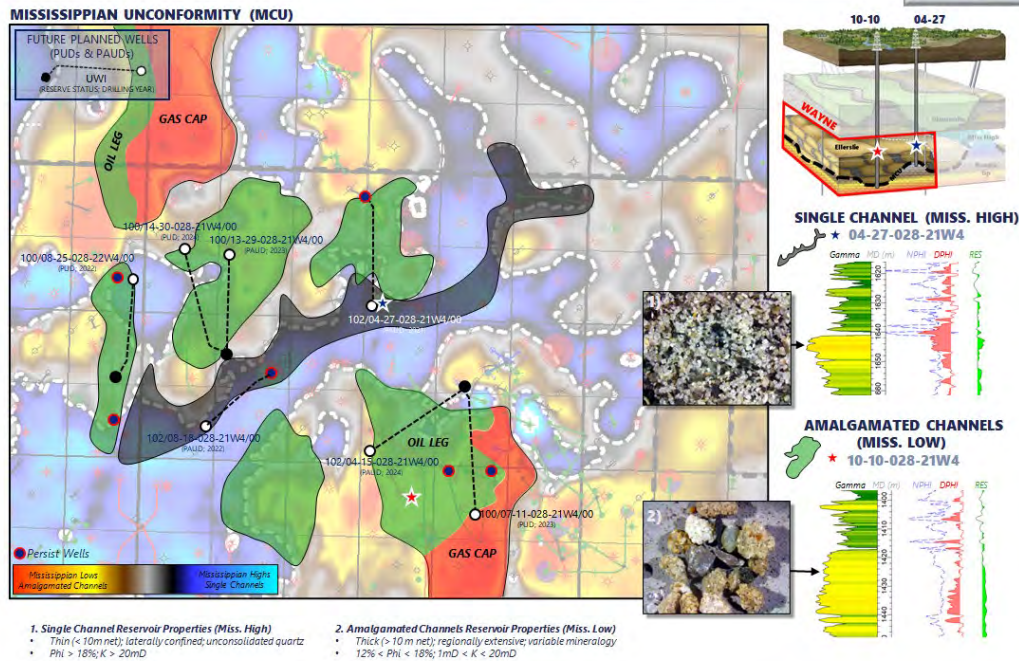 MISSISSIPPIAN UNCONFORMITY (MCU)
FUTURE PLANNED WELLS
(PUDs & PAUDs)
UWI
(RESERVE STATUS; DRILLING YEAR)
OIL LEG
GAS CAP
100/14-30-028-21W4/00
(PUD; 2024)
100/13-29-028-21W4/00
(PAUD; 2023)
100/08-25-028-22W4/00
(PUD; 2022)
102/04-27-028-21W4/00
102/08-18-028-21W4/00
(PAUD; 2022)
OIL LEG
102/04-15-028-21W4/00
(PAUD; 2024)
100/07-11-028-21W4/00
(PUD; 2023)
GAS CAP
Persist Wells
Mississippian Lows
Amalgamated Channels
Mississippian Highs
Single Channels
10-10
04-27
WAYNE
Ellerslie
SINGLE CHANNEL (MISS. HIGH)
04-27-028-21W4
Gamma MD (m) NPHI DPHI RES
1620
1630
1640
1650
AMALGAMATED CHANNELS
(MISS. LOW)
10-10-028-21W4
Gamma MD (m) NPHI DPHI RES
1400
1410
1420
1430
1440
2)
1. Single Channel Reservoir Properties (Miss. High)
• Thin (< 10m net); laterally confined; unconsolidated quartz
• Phi > 18%; K > 20mD
2. Amalgamated Channels Reservoir Properties (Miss. Low)
• Thick (> 10 m net); regionally extensive; variable mineralogy
• 12% < Phi < 18%; 1mD < K < 20mD